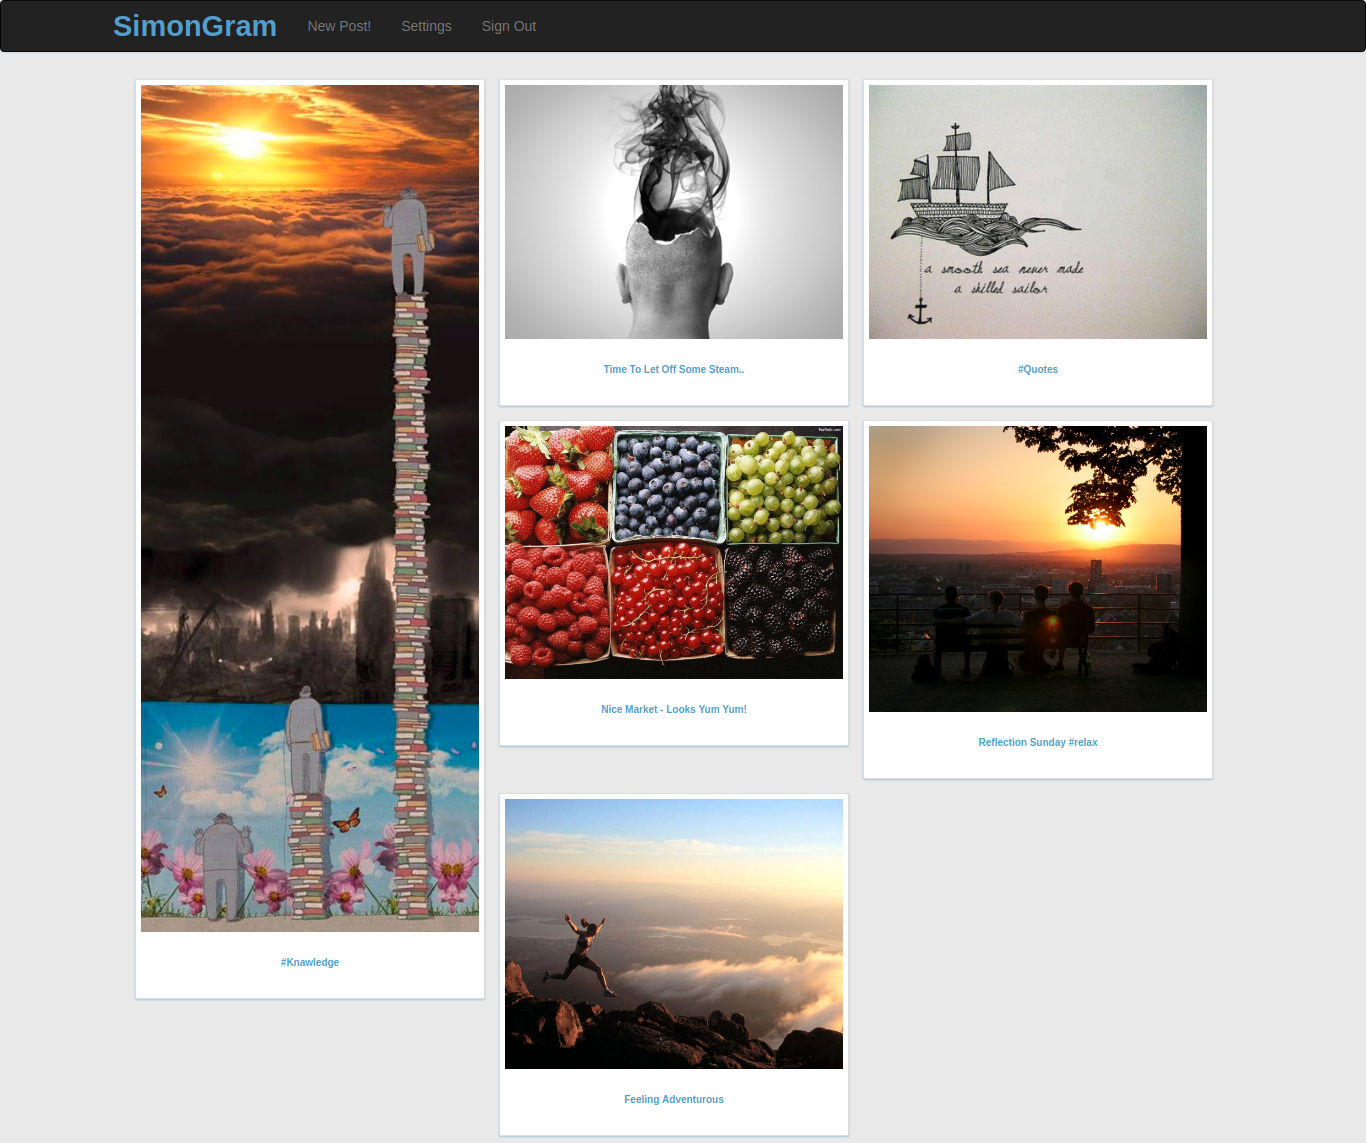 SimonGram
New Post!
Settings
Sign Out
a smooth sea never made
a skilled sailor
Time To Let Off Some Steam..
#Quotes
Nice Market - Looks Yum Yum!
Reflection Sunday #relax
#Knawledge
Feeling Adventurous